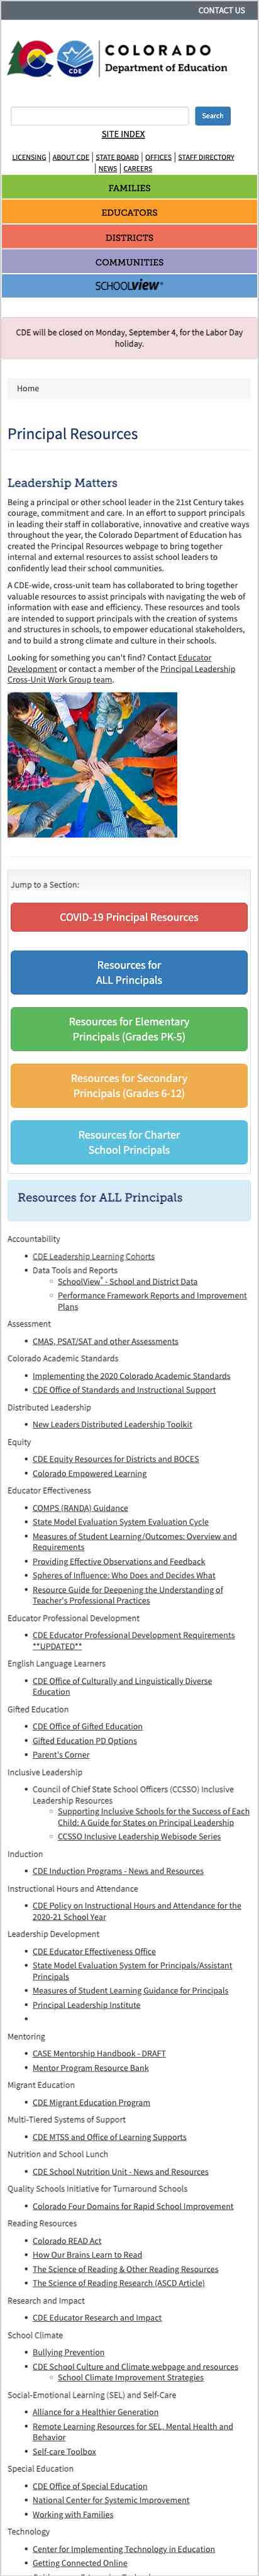 CONTACT US
COLORADO
Department of Education
CDE
Search
SITE INDEX
LICENSING | ABOUT CDE | STATE BOARD | OFFICES | STAFF DIRECTORY
| NEWS | CAREERS
FAMILIES
EDUCATORS
DISTRICTS
COMMUNITIES
SCHOOLVIEW®
CDE will be closed on Monday, September 4, for the Labor Day
holiday.
Home
Principal Resources
Leadership Matters
Being a principal or other school leader in the 21st Century takes
courage, commitment and care. In an effort to support principals
in leading their staff in collaborative, innovative and creative ways
throughout the year, the Colorado Department of Education has
created the Principal Resources webpage to bring together
internal and external resources to assist school leaders to
confidently lead their school communities.
A CDE-wide, cross-unit team has collaborated to bring together
valuable resources to assist principals with navigating the web of
information with ease and efficiency. These resources and tools
are intended to support principals with the creation of systems
and structures in schools, to empower educational stakeholders,
and to build a strong climate and culture in their schools.
Looking for something you can't find? Contact Educator
Development or contact a member of the Principal Leadership
Cross-Unit Work Group team.
Jump to a Section:
COVID-19 Principal Resources
Resources for
ALL Principals
Resources for Elementary
Principals (Grades PK-5)
Resources for Secondary
Principals (Grades 6-12)
Resources for Charter
School Principals
Resources for ALL Principals
Accountability
CDE Leadership Learning Cohorts
Data Tools and Reports
SchoolView® - School and District Data
Performance Framework Reports and Improvement
Plans
Assessment
CMAS, PSAT/SAT and other Assessments
Colorado Academic Standards
Implementing the 2020 Colorado Academic Standards
CDE Office of Standards and Instructional Support
Distributed Leadership
New Leaders Distributed Leadership Toolkit
Equity
CDE Equity Resources for Districts and BOCES
Colorado Empowered Learning
Educator Effectiveness
COMPS (RANDA) Guidance
State Model Evaluation System Evaluation Cycle
Measures of Student Learning/Outcomes: Overview and
Requirements
Providing Effective Observations and Feedback
Spheres of Influence: Who Does and Decides What
Resource Guide for Deepening the Understanding of
Teacher's Professional Practices
Educator Professional Development
CDE Educator Professional Development Requirements
**UPDATED**
English Language Learners
CDE Office of Culturally and Linguistically Diverse
Education
Gifted Education
CDE Office of Gifted Education
Gifted Education PD Options
Parent's Corner
Inclusive Leadership
Council of Chief State School Officers (CCSSO) Inclusive
Leadership Resources
Supporting Inclusive Schools for the Success of Each
Child: A Guide for States on Principal Leadership
CCSSO Inclusive Leadership Webisode Series
Induction
CDE Induction Programs - News and Resources
Instructional Hours and Attendance
CDE Policy on Instructional Hours and Attendance for the
2020-21 School Year
Leadership Development
CDE Educator Effectiveness Office
State Model Evaluation System for Principals/Assistant
Principals
Measures of Student Learning Guidance for Principals
Principal Leadership Institute
Mentoring
CASE Mentorship Handbook - DRAFT
Mentor Program Resource Bank
Migrant Education
CDE Migrant Education Program
Multi-Tiered Systems of Support
CDE MTSS and Office of Learning Supports
Nutrition and School Lunch
CDE School Nutrition Unit - News and Resources
Quality Schools Initiative for Turnaround Schools
Colorado Four Domains for Rapid School Improvement
Reading Resources
Colorado READ Act
How Our Brains Learn to Read
The Science of Reading & Other Reading Resources
The Science of Reading Research (ASCD Article)
Research and Impact
CDE Educator Research and Impact
School Climate
Bullying Prevention
CDE School Culture and Climate webpage and resources
School Climate Improvement Strategies
Social-Emotional Learning (SEL) and Self-Care
Alliance for a Healthier Generation
Remote Learning Resources for SEL, Mental Health and
Behavior
Self-care Toolbox
Special Education
CDE Office of Special Education
National Center for Systemic Improvement
Working with Families
Technology
Center for Implementing Technology in Education
Getting Connected Online